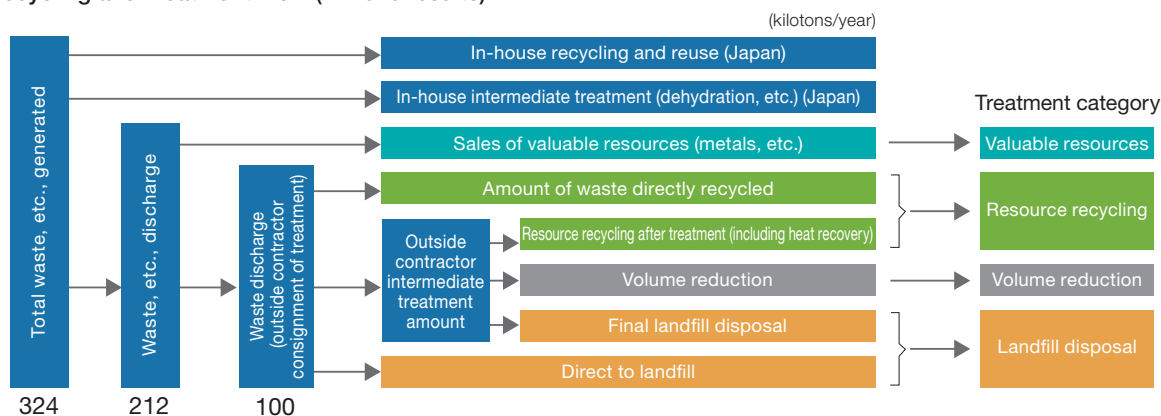 (kilotons/year)
In-house recycling and reuse (Japan)
In-house intermediate treatment (dehydration, etc.) (Japan)
Treatment category
Sales of valuable resources (metals, etc.)
Valuable resources
Amount of waste directly recycled
Resource recycling after treatment (including heat recovery)
Resource recycling
Outside
contractor
intermediate
treatment
amount
Volume reduction
Volume reduction
Final landfill disposal
Landfill disposal
Direct to landfill
Total waste, etc., generated
Waste, etc., discharge
Waste discharge
(outside contractor
consignment of treatment)
324
212
100